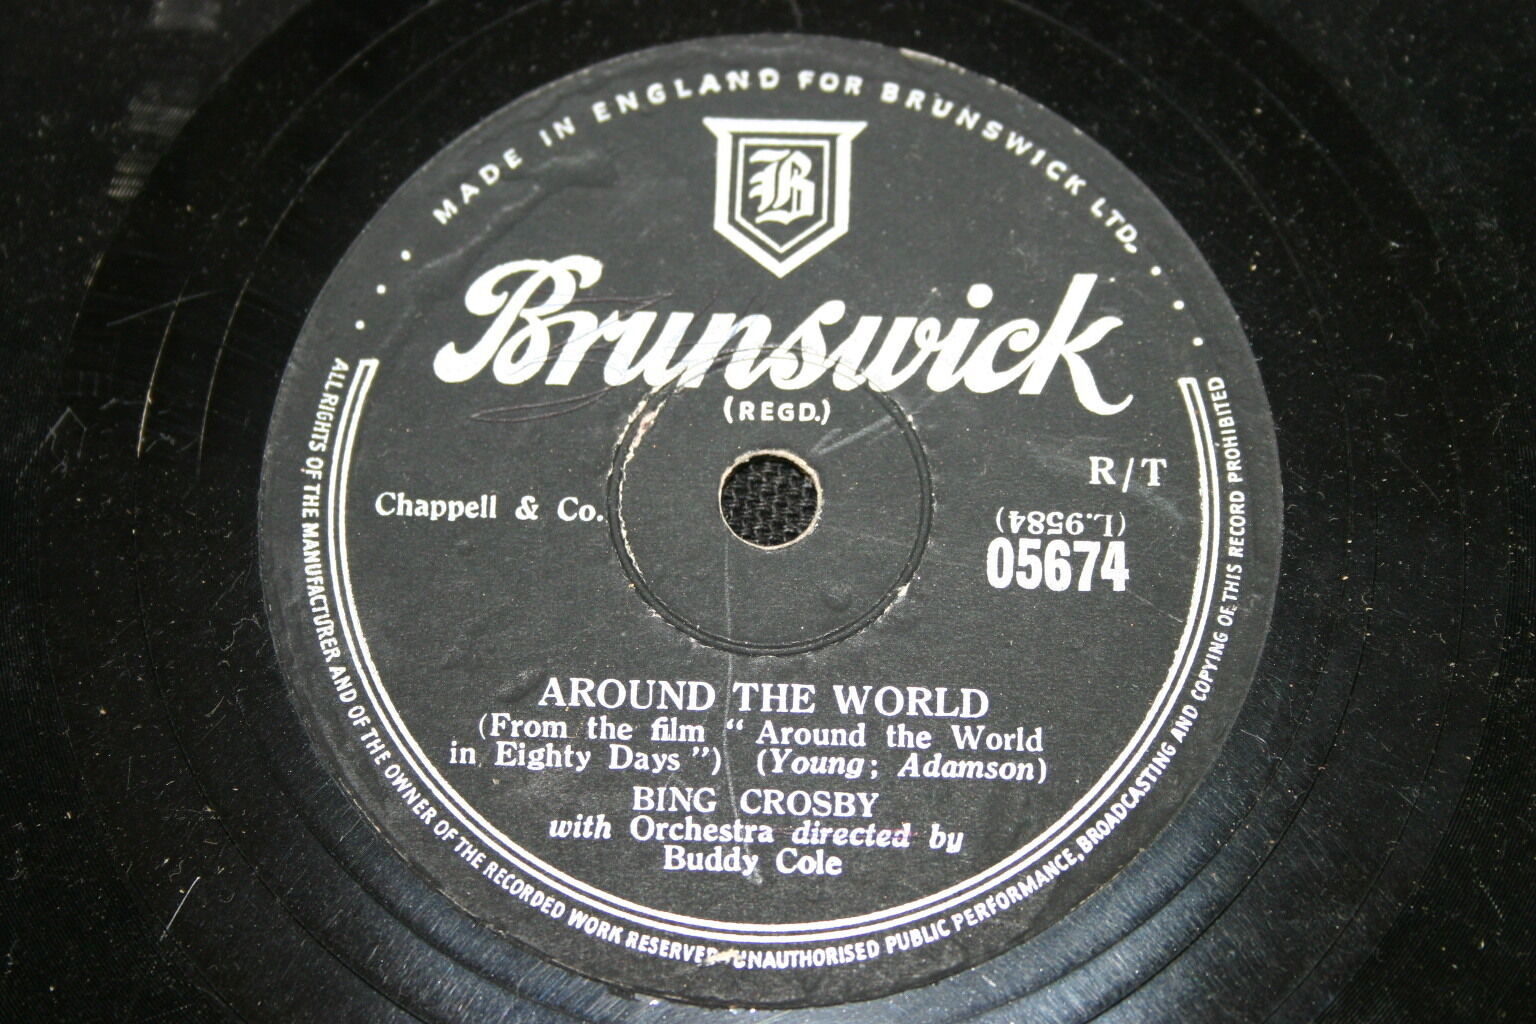 MADE IN ENGLAND FOR BRUNSWICK LTD.
B
Brunswick
(REGD.)
R/T
Chappell & Co.
(L.9584)
05674
AROUND THE WORLD
(From the film “ Around the World
in Eighty Days ”) (Young ; Adamson)
BING CROSBY
with Orchestra directed by
Buddy Cole
ALL RIGHTS OF THE MANUFACTURER AND OF THE OWNER OF THE RECORDED WORK RESERVED UNAUTHORISED PUBLIC PERFORMANCE, BROADCASTING AND COPYING OF THIS RECORD PROHIBITED